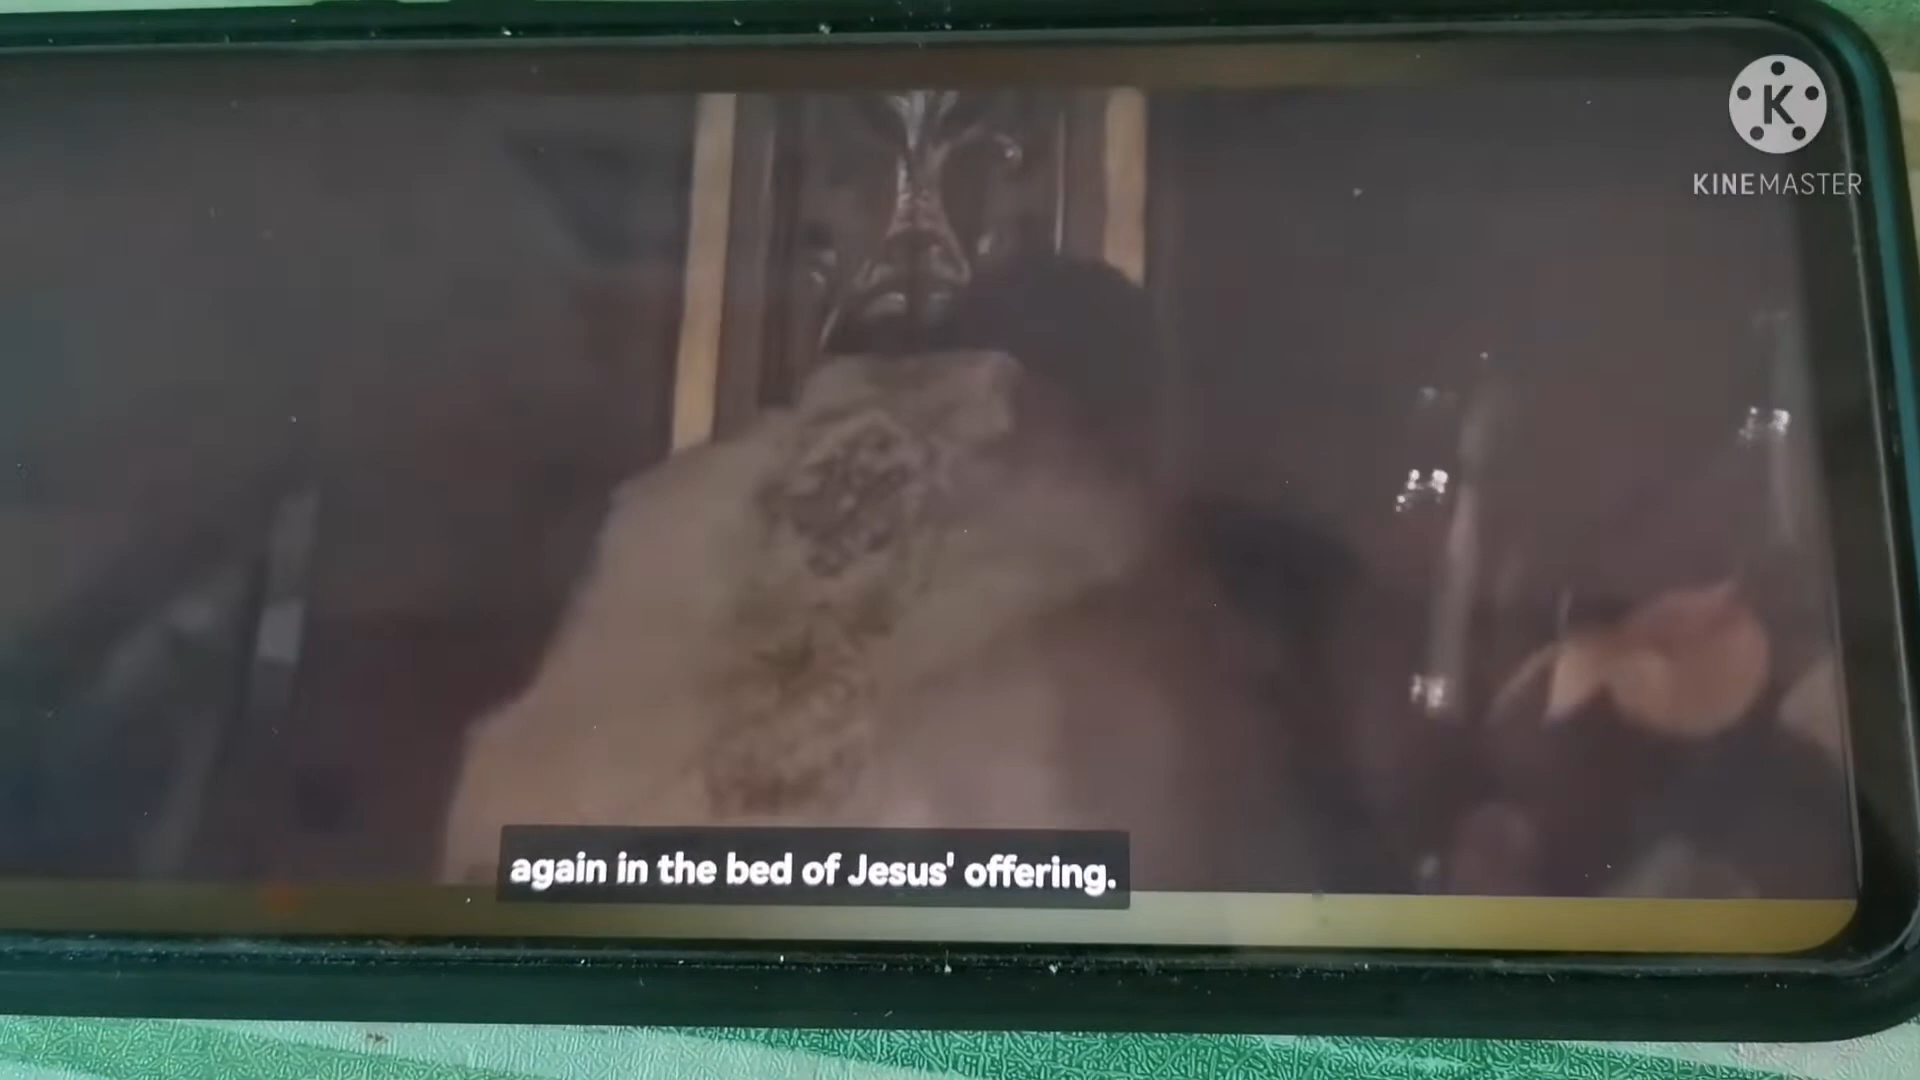 K
KINEMASTER
again in the bed of Jesus' offering.